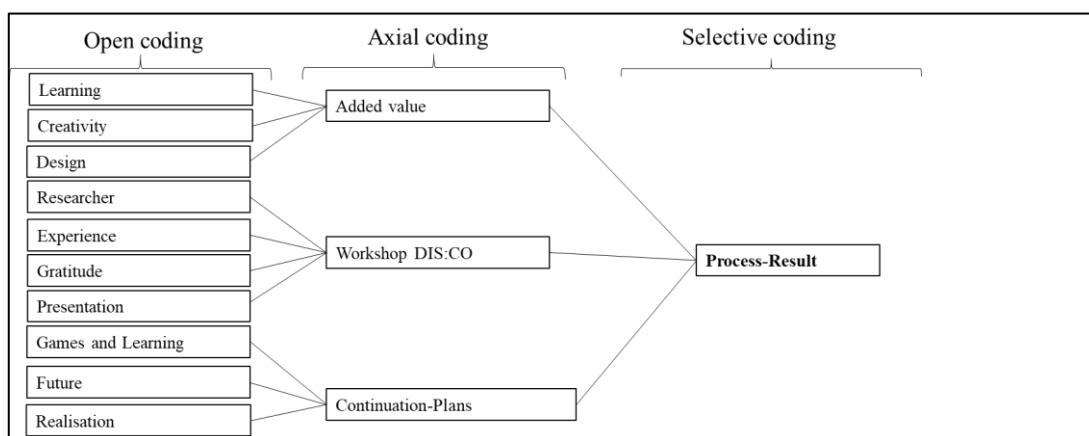 Open coding
Axial coding
Selective coding
Learning
Creativity
Design
Researcher
Experience
Gratitude
Presentation
Games and Learning
Future
Realisation
Added value
Workshop DIS:CO
Continuation-Plans
Process-Result